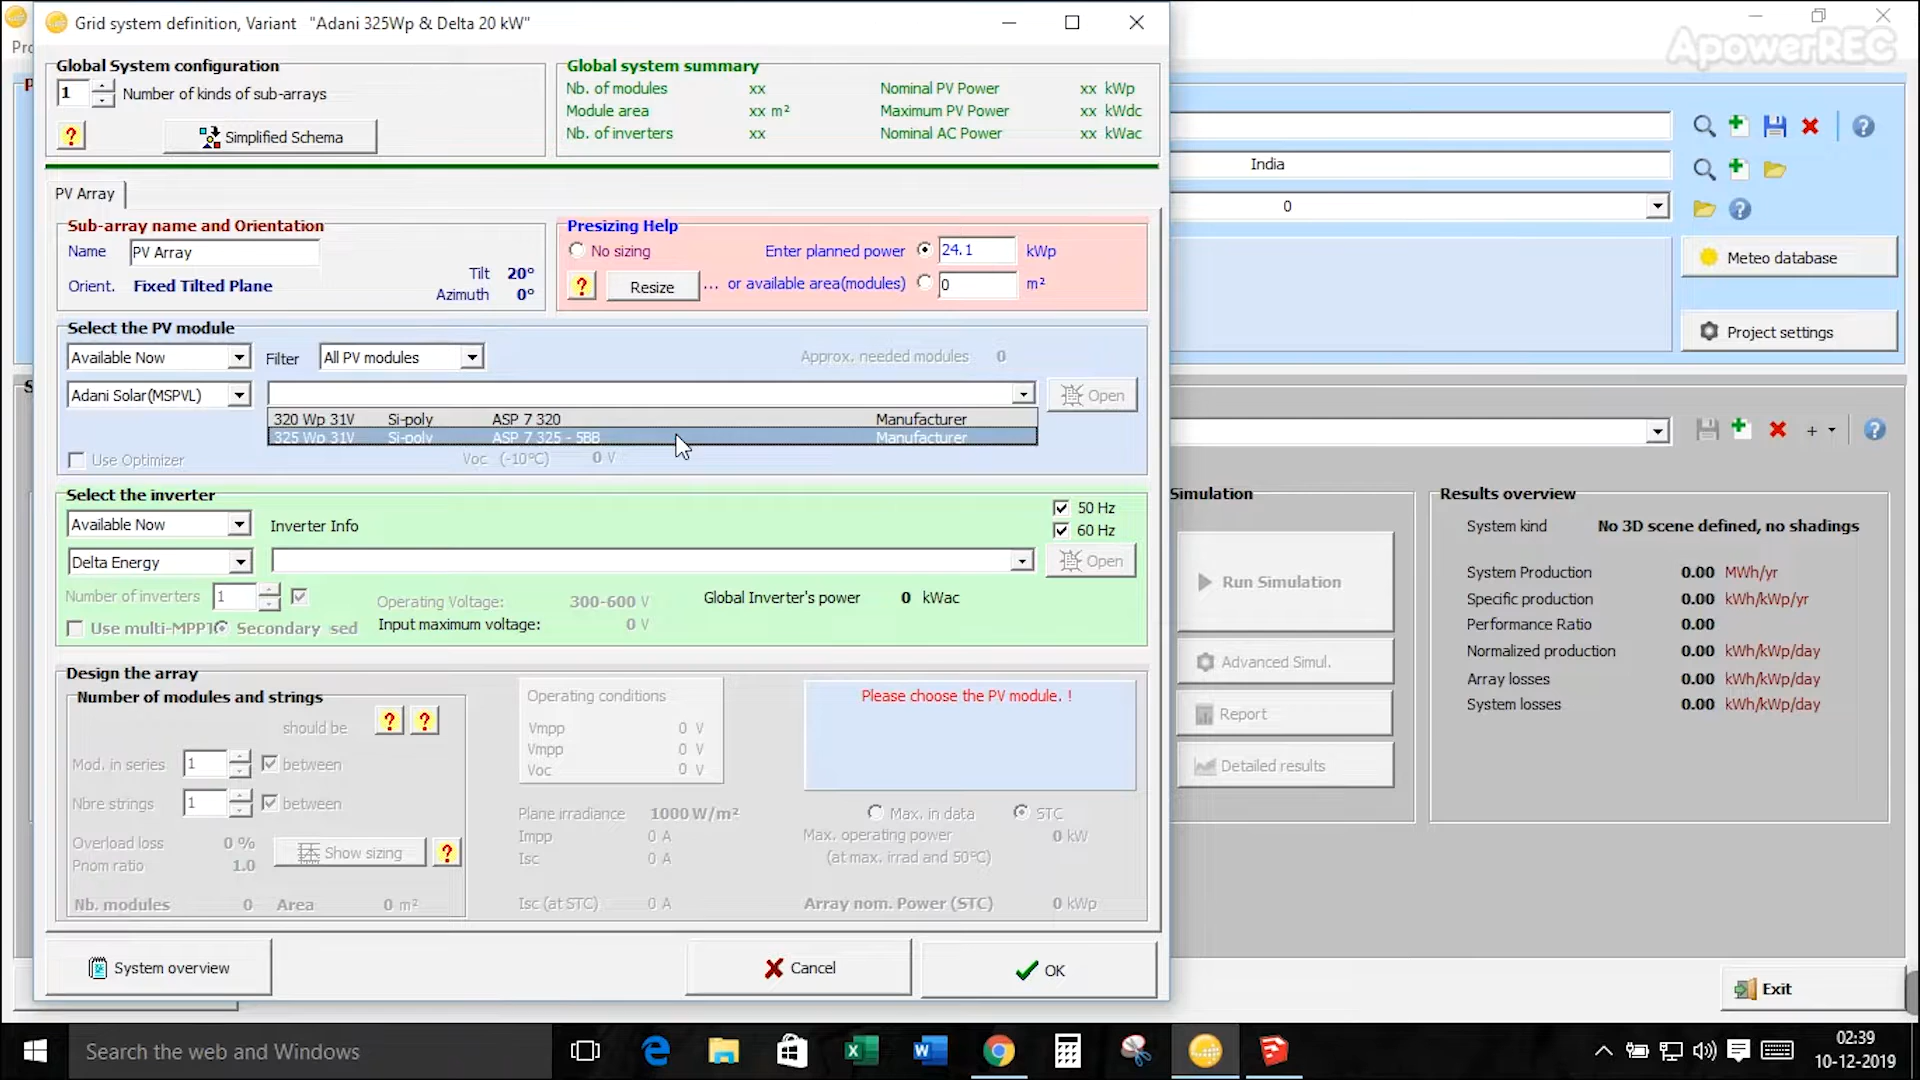 Grid system definition, Variant "Adani 325Wp & Delta 20 kW"
ApowerREC
Global System configuration
1 Number of kinds of sub-arrays
? Simplified Schema
Global system summary
Nb. of modules xx Nominal PV Power xx kWp
Module area xx m² Maximum PV Power xx kWdc
Nb. of inverters xx Nominal AC Power xx kWac
PV Array
Sub-array name and Orientation
Name PV Array
Orient. Fixed Tilted Plane
Tilt 20°
Azimuth 0°
Presizing Help
No sizing Enter planned power 24.1 kWp
? Resize ... or available area(modules) 0 m²
Select the PV module
Available Now Filter All PV modules Approx. needed modules 0
Adani Solar(MSPVL) Open
320 Wp 31V Si-poly ASP 7 320 Manufacturer
325 Wp 31V Si-poly ASP 7 325 - 5BB Manufacturer
Use Optimizer Voc (-10°C) 0 V
Select the inverter
Available Now Inverter Info
50 Hz
60 Hz
Delta Energy Open
Number of inverters 1 Operating Voltage: 300-600 V Global Inverter's power 0 kWac
Use multi-MPPT Secondary sed Input maximum voltage: 0 V
Design the array
Number of modules and strings
should be ? ?
Mod. in series 1 between
Nbre strings 1 between
Overload loss 0 %
Pnom ratio 1.0
Show sizing ?
Nb. modules 0 Area 0 m²
Operating conditions
Vmpp 0 V
Vmpp 0 V
Voc 0 V
Please choose the PV module. !
Plane irradiance 1000 W/m²
Impp 0 A
Isc 0 A
Isc (at STC) 0 A
Max. in data STC
Max. operating power 0 kW
(at max. irrad and 50°C)
Array nom. Power (STC) 0 kWp
System overview Cancel OK
India
0
Meteo database
Project settings
Simulation
Run Simulation
Advanced Simul.
Report
Detailed results
Results overview
System kind No 3D scene defined, no shadings
System Production 0.00 MWh/yr
Specific production 0.00 kWh/kWp/yr
Performance Ratio 0.00
Normalized production 0.00 kWh/kWp/day
Array losses 0.00 kWh/kWp/day
System losses 0.00 kWh/kWp/day
Exit
Search the web and Windows
02:39
10-12-2019